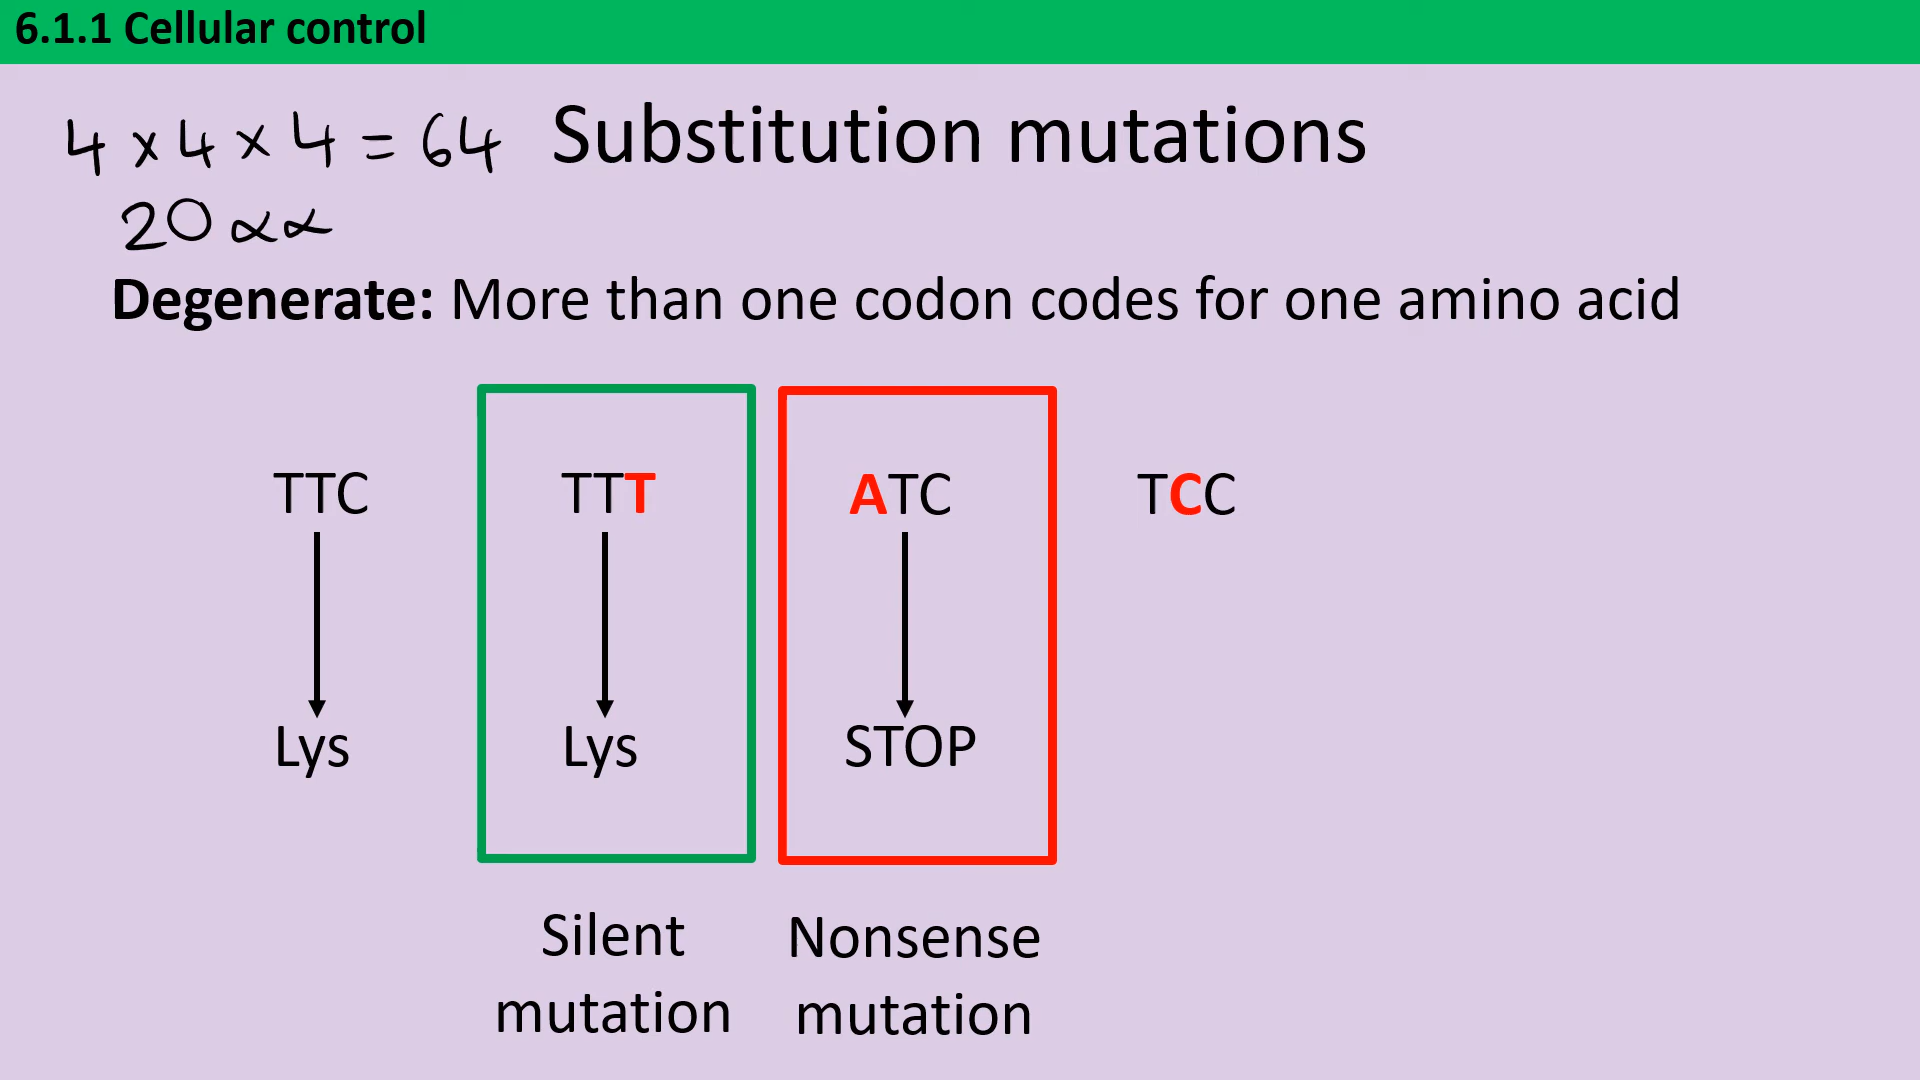 6.1.1 Cellular control
4 x 4 x 4 = 64 Substitution mutations
20 αα
Degenerate: More than one codon codes for one amino acid
TTC TTT ATC TCC
Lys Lys STOP
Silent mutation
Nonsense mutation